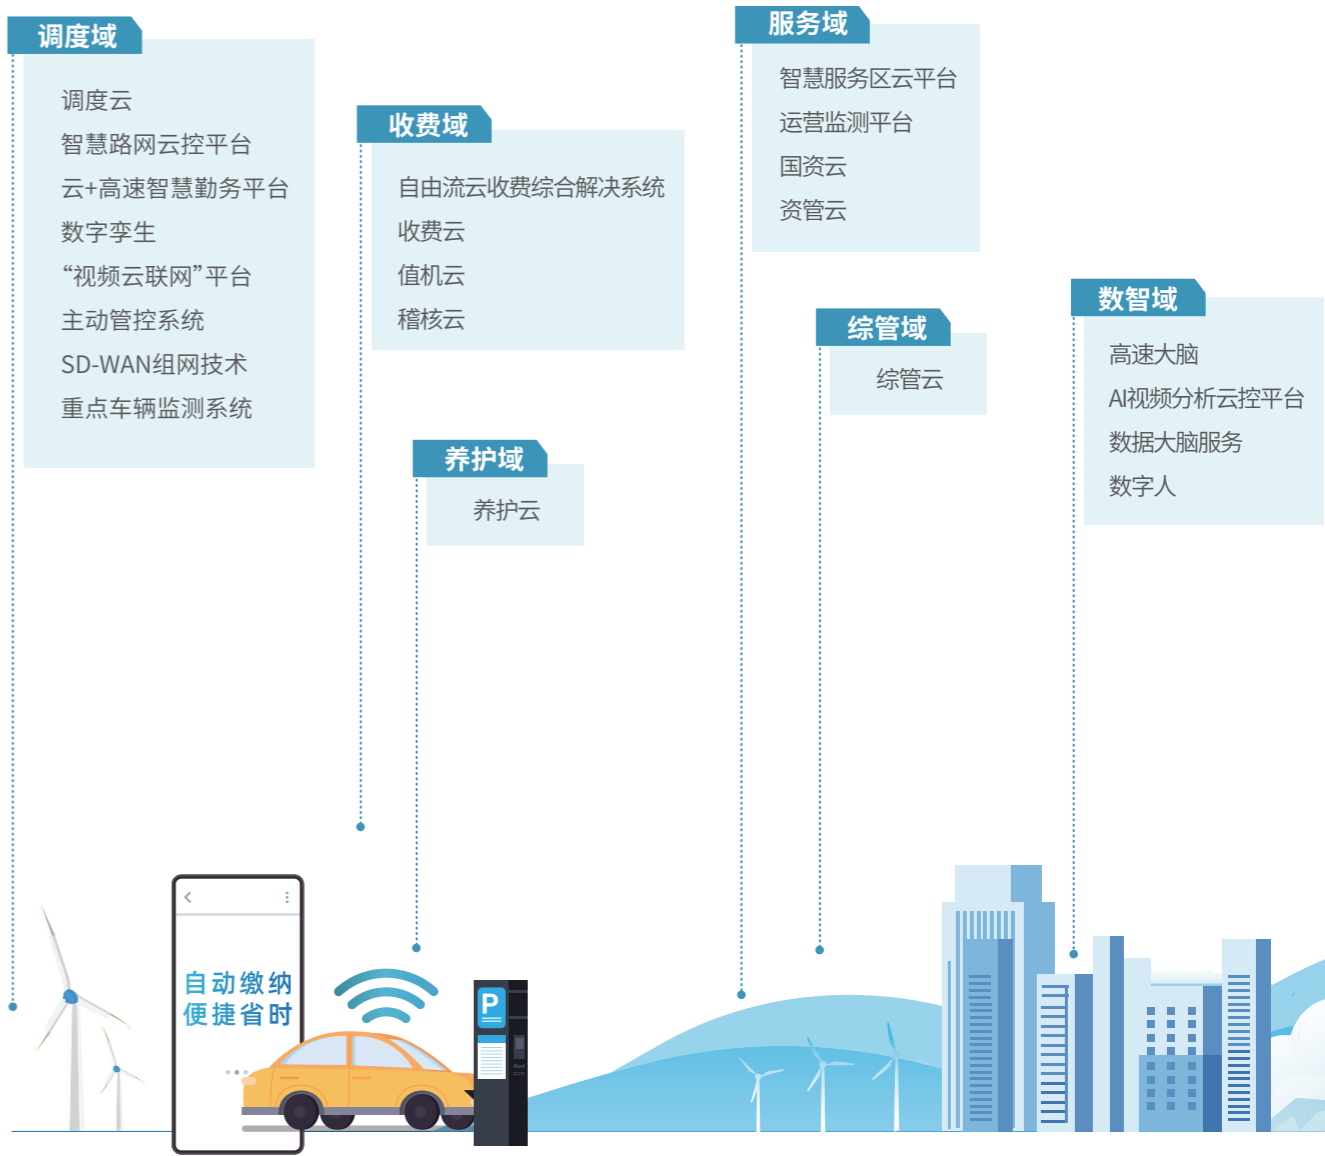 调度域
调度云
智慧路网云控平台
云+高速智慧勤务平台
数字孪生
“视频云联网”平台
主动管控系统
SD-WAN组网技术
重点车辆监测系统
收费域
自由流云收费综合解决系统
收费云
值机云
稽核云
养护域
养护云
服务域
智慧服务区云平台
运营监测平台
国资云
资管云
综管域
综管云
数智域
高速大脑
AI视频分析云控平台
数据大脑服务
数字人
自动缴纳
便捷省时
P